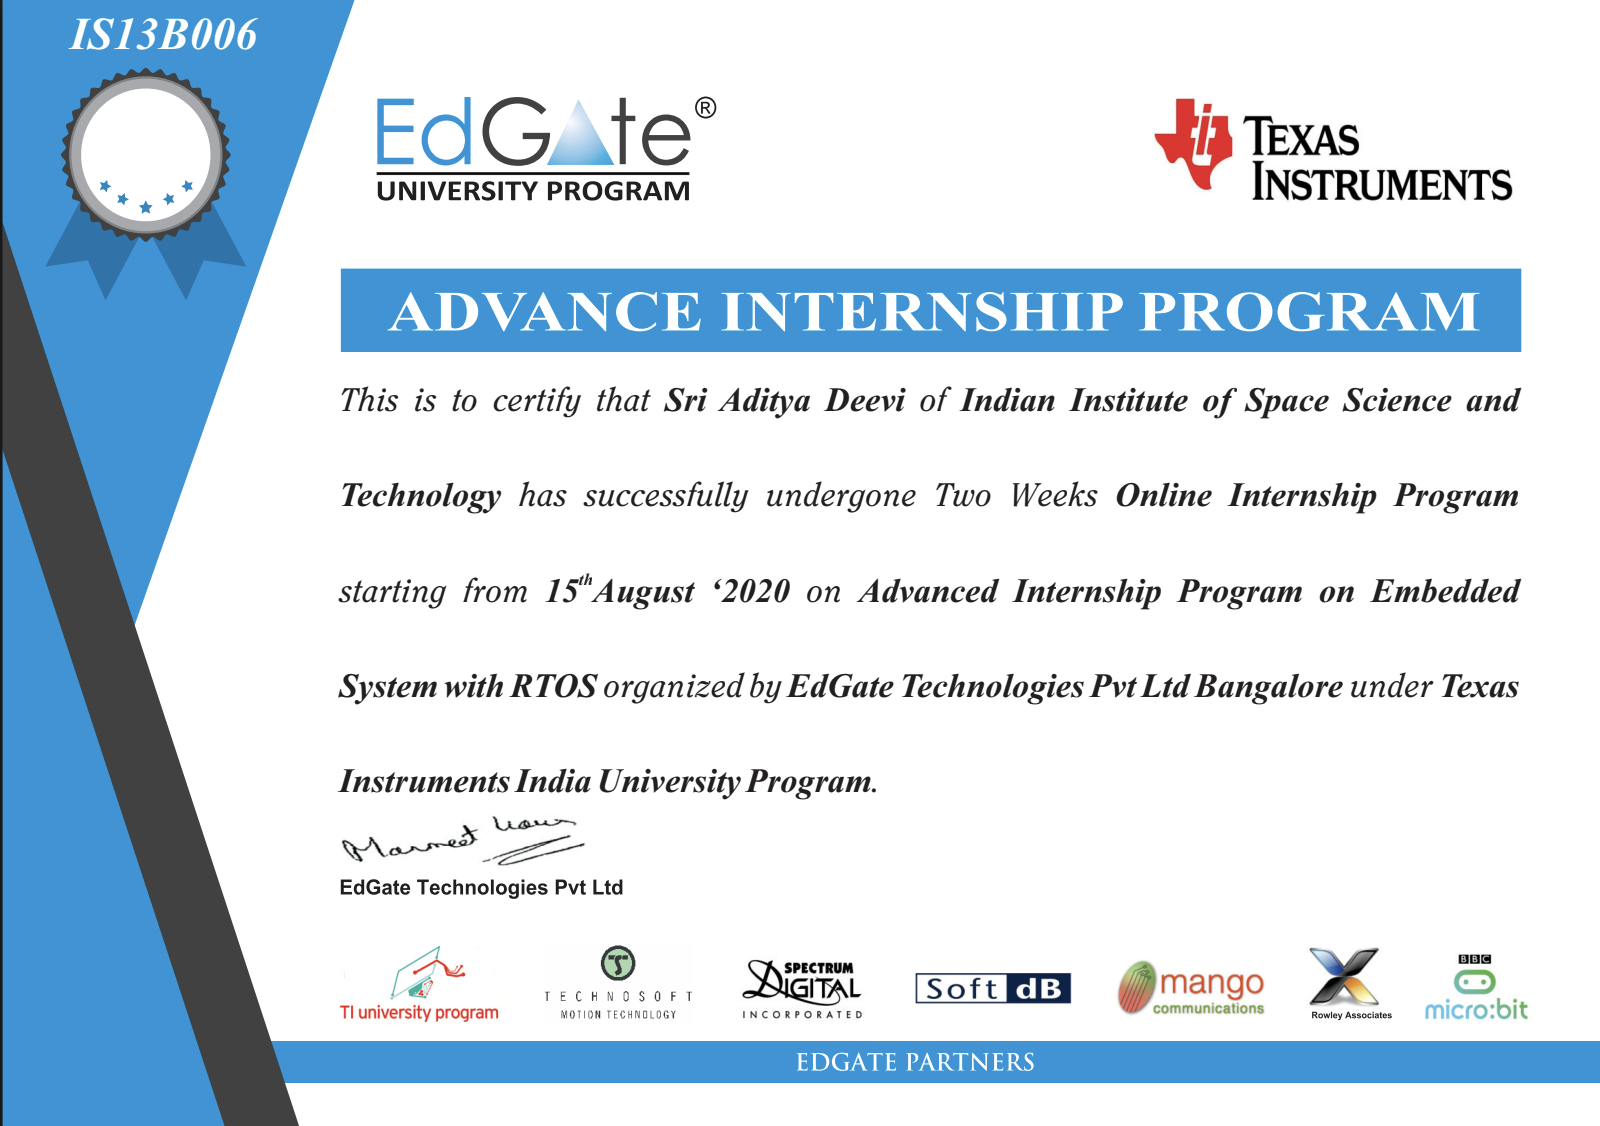 IS13B006
EdGate®
UNIVERSITY PROGRAM
TEXAS
INSTRUMENTS
ADVANCE INTERNSHIP PROGRAM
This is to certify that Sri Aditya Deevi of Indian Institute of Space Science and
Technology has successfully undergone Two Weeks Online Internship Program
starting from 15th August ‘2020 on Advanced Internship Program on Embedded
System with RTOS organized by EdGate Technologies Pvt Ltd Bangalore under Texas
Instruments India University Program.
Manmeet Kaur
EdGate Technologies Pvt Ltd
TI university program
TECHNOSOFT
MOTION TECHNOLOGY
SPECTRUM
DIGITAL
INCORPORATED
Soft dB
mango
communications
Rowley Associates
BBC
micro:bit
EDGATE PARTNERS